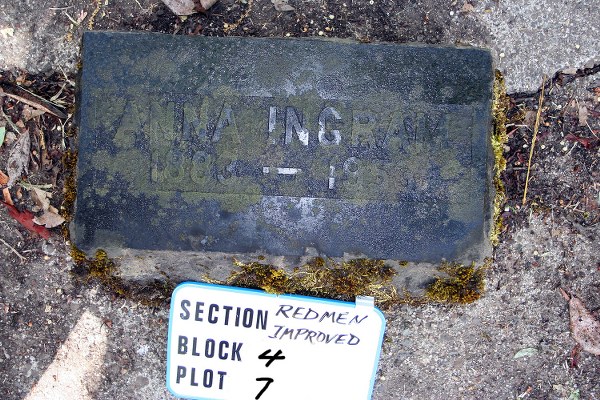 ANNA INGRAM
SECTION REDMEN
IMPROVED
BLOCK 4
PLOT 7